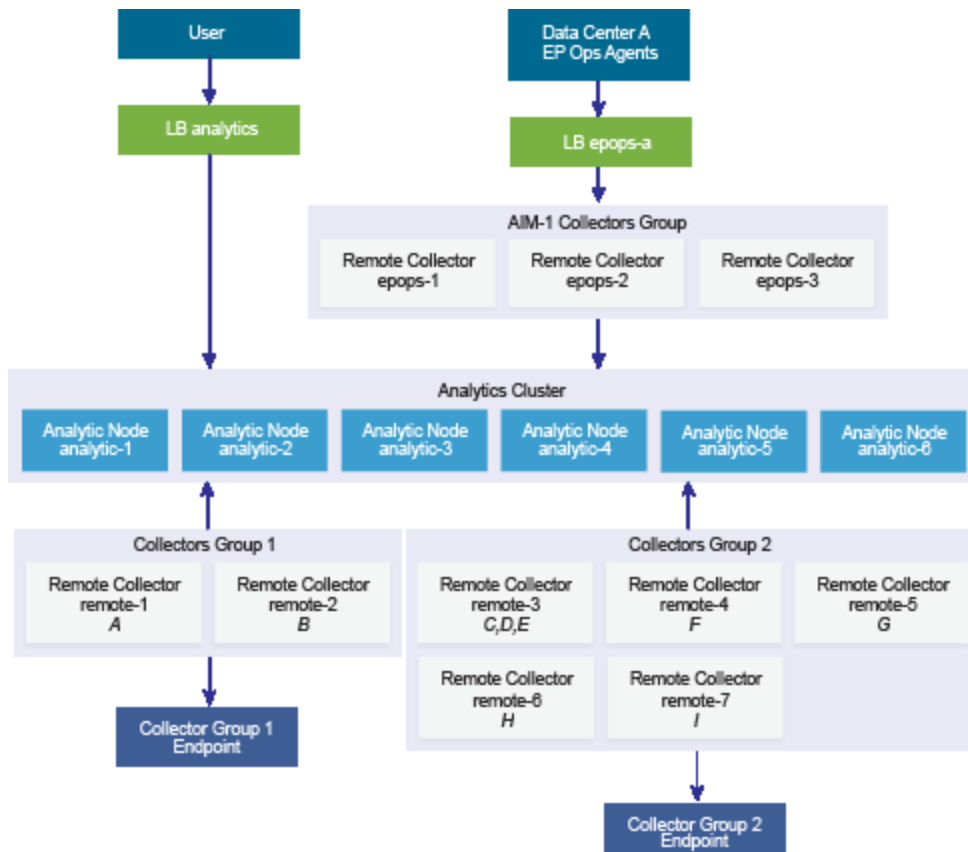 User
Data Center A
EP Ops Agents
LB analytics
LB epops-a
AIM-1 Collectors Group
Remote Collector
epops-1
Remote Collector
epops-2
Remote Collector
epops-3
Analytics Cluster
Analytic Node
analytic-1
Analytic Node
analytic-2
Analytic Node
analytic-3
Analytic Node
analytic-4
Analytic Node
analytic-5
Analytic Node
analytic-6
Collectors Group 1
Remote Collector
remote-1
A
Remote Collector
remote-2
B
Collector Group 1
Endpoint
Collectors Group 2
Remote Collector
remote-3
C,D,E
Remote Collector
remote-4
F
Remote Collector
remote-5
G
Remote Collector
remote-6
H
Remote Collector
remote-7
I
Collector Group 2
Endpoint